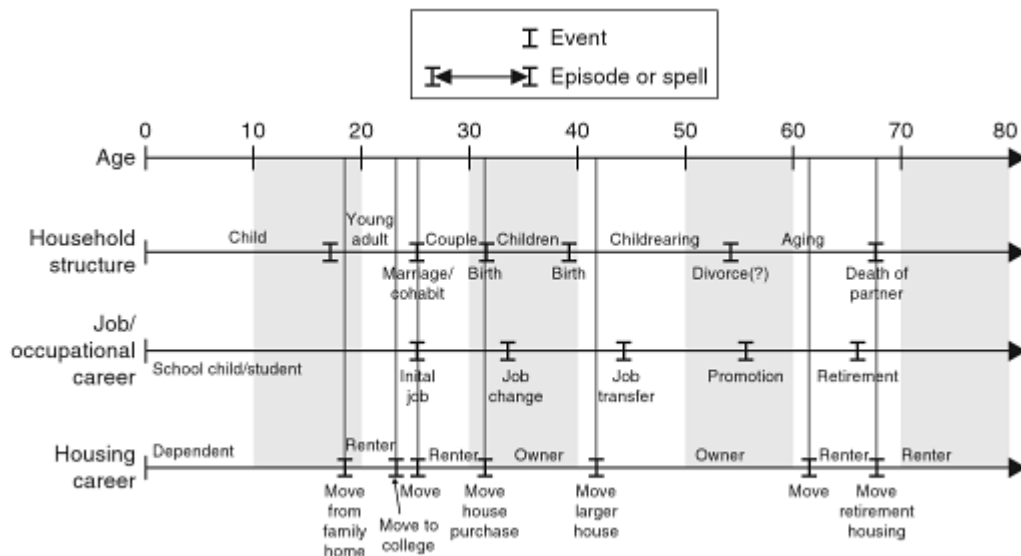 Event
Episode or spell
0 10 20 30 40 50 60 70 80
Age
Household
structure
Child
Young
adult
Couple
Children
Childrearing
Aging
Marriage/
cohabit
Birth
Birth
Divorce(?)
Death of
partner
Job/
occupational
career
School child/student
Inital
job
Job
change
Job
transfer
Promotion
Retirement
Housing
career
Dependent
Renter
Renter
Owner
Owner
Renter
Renter
Move
from
family
home
Move to
college
Move
Move
house
purchase
Move
larger
house
Move
Move
retirement
housing